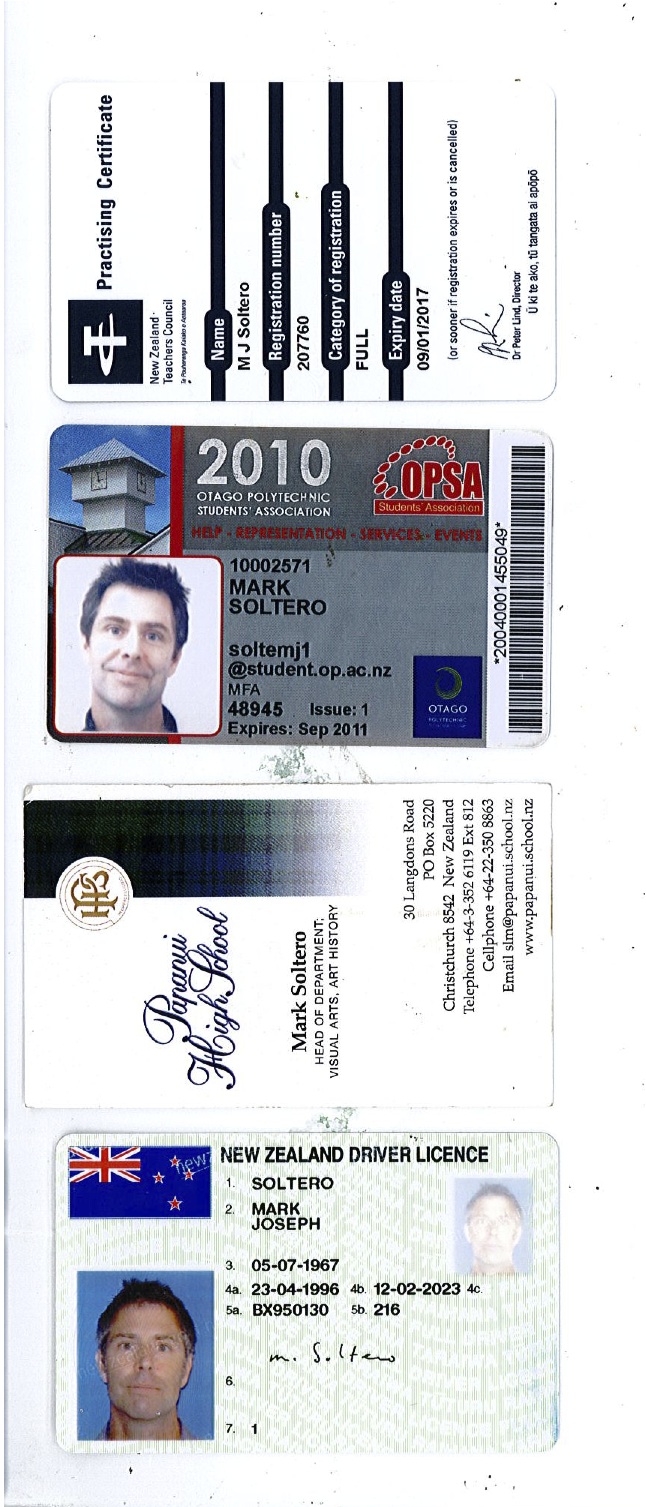 New Zealand
Teachers Council
Te Pouherenga Kaiako o Aotearoa
Practising Certificate
Name
M J Soltero
Registration number
207760
Category of registration
FULL
Expiry date
09/01/2017
(or sooner if registration expires or is cancelled)
Dr Peter Lind, Director
Ū ki te ako, tū tangata ai apōpō
2010
OTAGO POLYTECHNIC
STUDENTS' ASSOCIATION
OPSA
Students' Association
HELP - REPRESENTATION - SERVICES - EVENTS
10002571
MARK
SOLTERO
soltemj1
@student.op.ac.nz
MFA
48945 Issue: 1
Expires: Sep 2011
OTAGO
POLYTECHNIC
*20040001455049*
PHS
Papanui
High School
Mark Soltero
HEAD OF DEPARTMENT:
VISUAL ARTS, ART HISTORY
30 Langdons Road
PO Box 5220
Christchurch 8542 New Zealand
Telephone +64-3-352 6119 Ext 812
Cellphone +64-22-350 8863
Email slm@papanui.school.nz
www.papanui.school.nz
NEW ZEALAND DRIVER LICENCE
1. SOLTERO
2. MARK
JOSEPH
3. 05-07-1967
4a. 23-04-1996 4b. 12-02-2023 4c.
5a. BX950130 5b. 216
m. Soltero
6.
7. 1